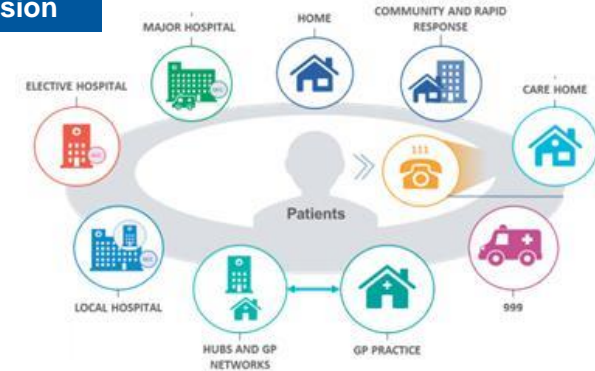 sion
MAJOR HOSPITAL
HOME
COMMUNITY AND RAPID
RESPONSE
ELECTIVE HOSPITAL
CARE HOME
111
Patients
LOCAL HOSPITAL
999
HUBS AND GP
NETWORKS
GP PRACTICE